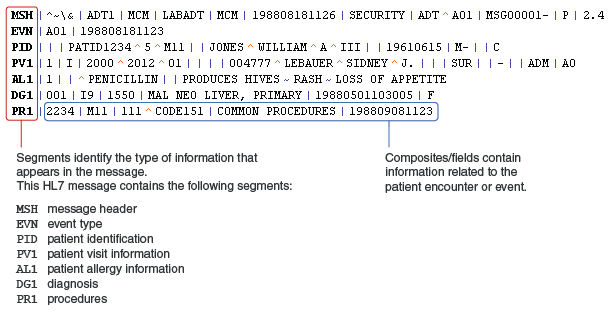 MSH|^~\&|ADT1|MCM|LABADT|MCM|198808181126|SECURITY|ADT^A01|MSG00001-|P|2.4
EVN|A01|198808181123
PID|||PATID1234^5^M11||JONES^WILLIAM^A^III||19610615|M-||C
PV1|1|I|2000^2012^01||||004777^LEBAUER^SIDNEY^J.|||SUR||-||ADM|A0
AL1|1||^PENICILLIN||PRODUCES HIVES~RASH~LOSS OF APPETITE
DG1|001|I9|1550|MAL NEO LIVER, PRIMARY|19880501103005|F
PR1|2234|M11|111^CODE151|COMMON PROCEDURES|198809081123
Segments identify the type of information that
appears in the message.
This HL7 message contains the following segments:
MSH message header
EVN event type
PID patient identification
PV1 patient visit information
AL1 patient allergy information
DG1 diagnosis
PR1 procedures
Composites/fields contain
information related to the
patient encounter or event.